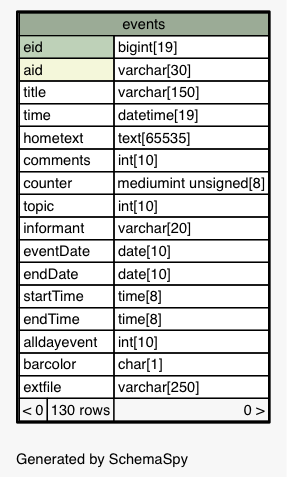 events
eid bigint[19]
aid varchar[30]
title varchar[150]
time datetime[19]
hometext text[65535]
comments int[10]
counter mediumint unsigned[8]
topic int[10]
informant varchar[20]
eventDate date[10]
endDate date[10]
startTime time[8]
endTime time[8]
alldayevent int[10]
barcolor char[1]
extfile varchar[250]
< 0 130 rows 0 >
Generated by SchemaSpy